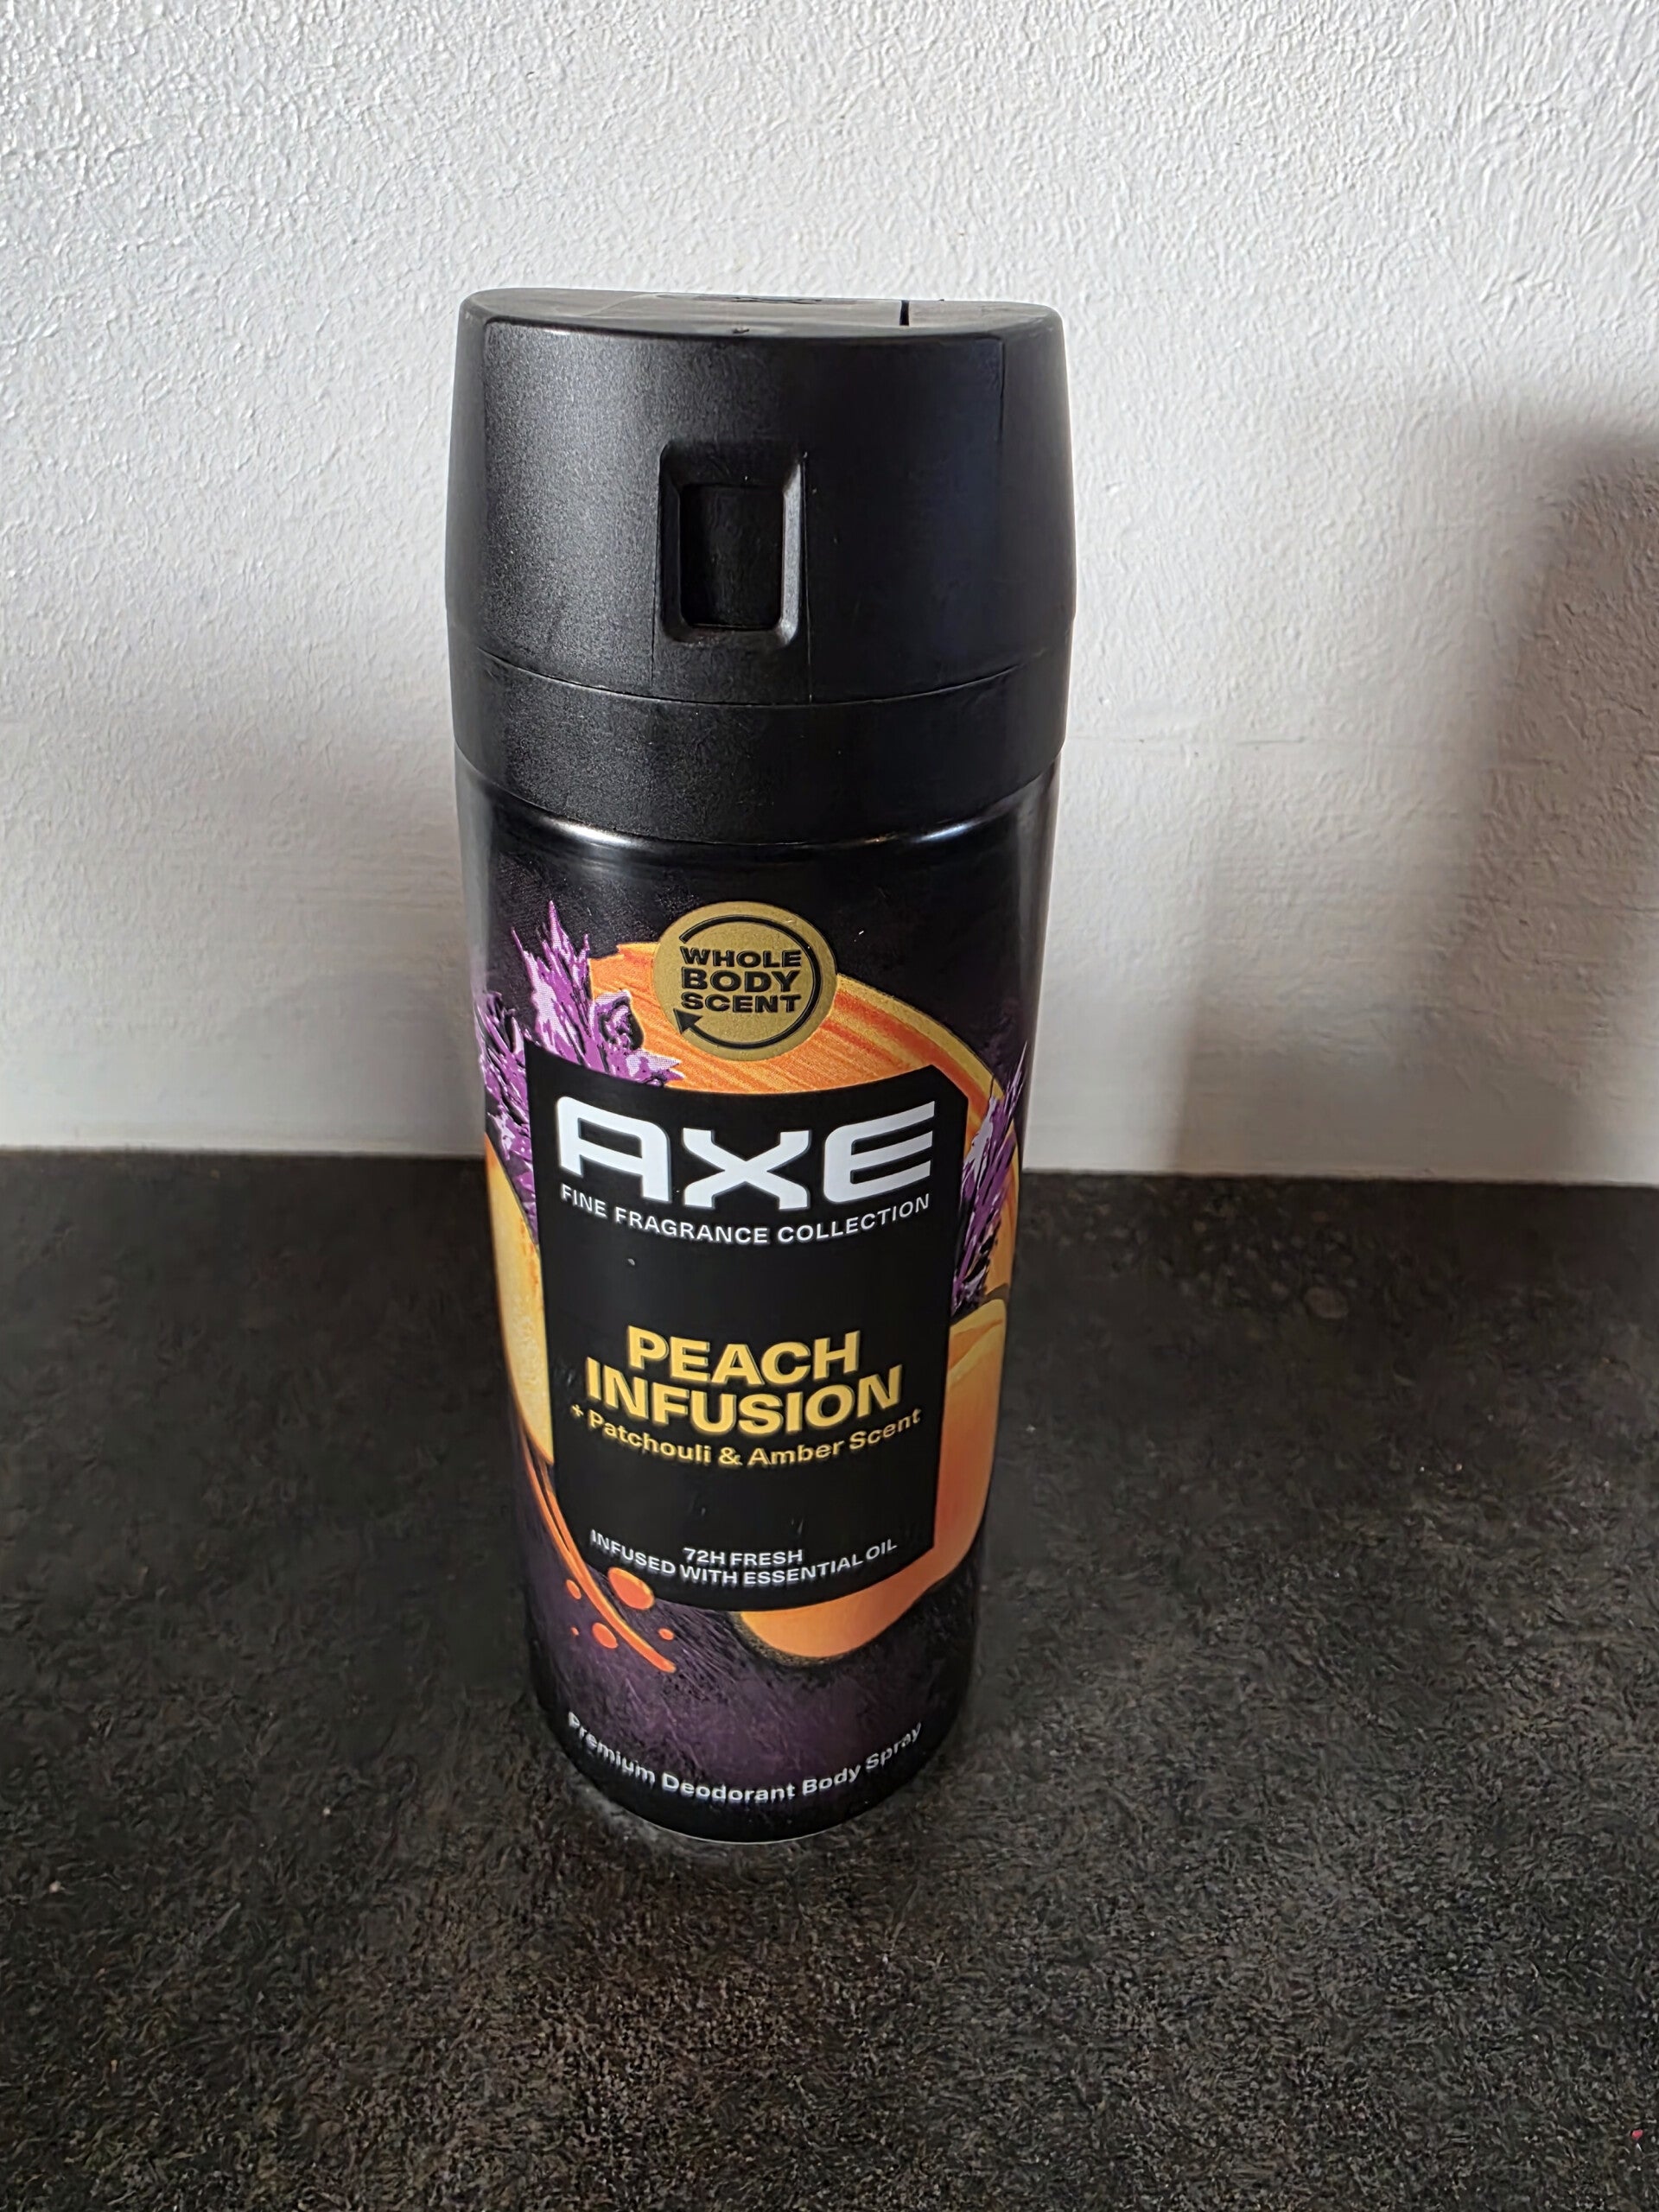 WHOLE
BODY
SCENT
AXE
FINE FRAGRANCE COLLECTION
PEACH
INFUSION
+ Patchouli & Amber Scent
72H FRESH
INFUSED WITH ESSENTIAL OIL
Premium Deodorant Body Spray